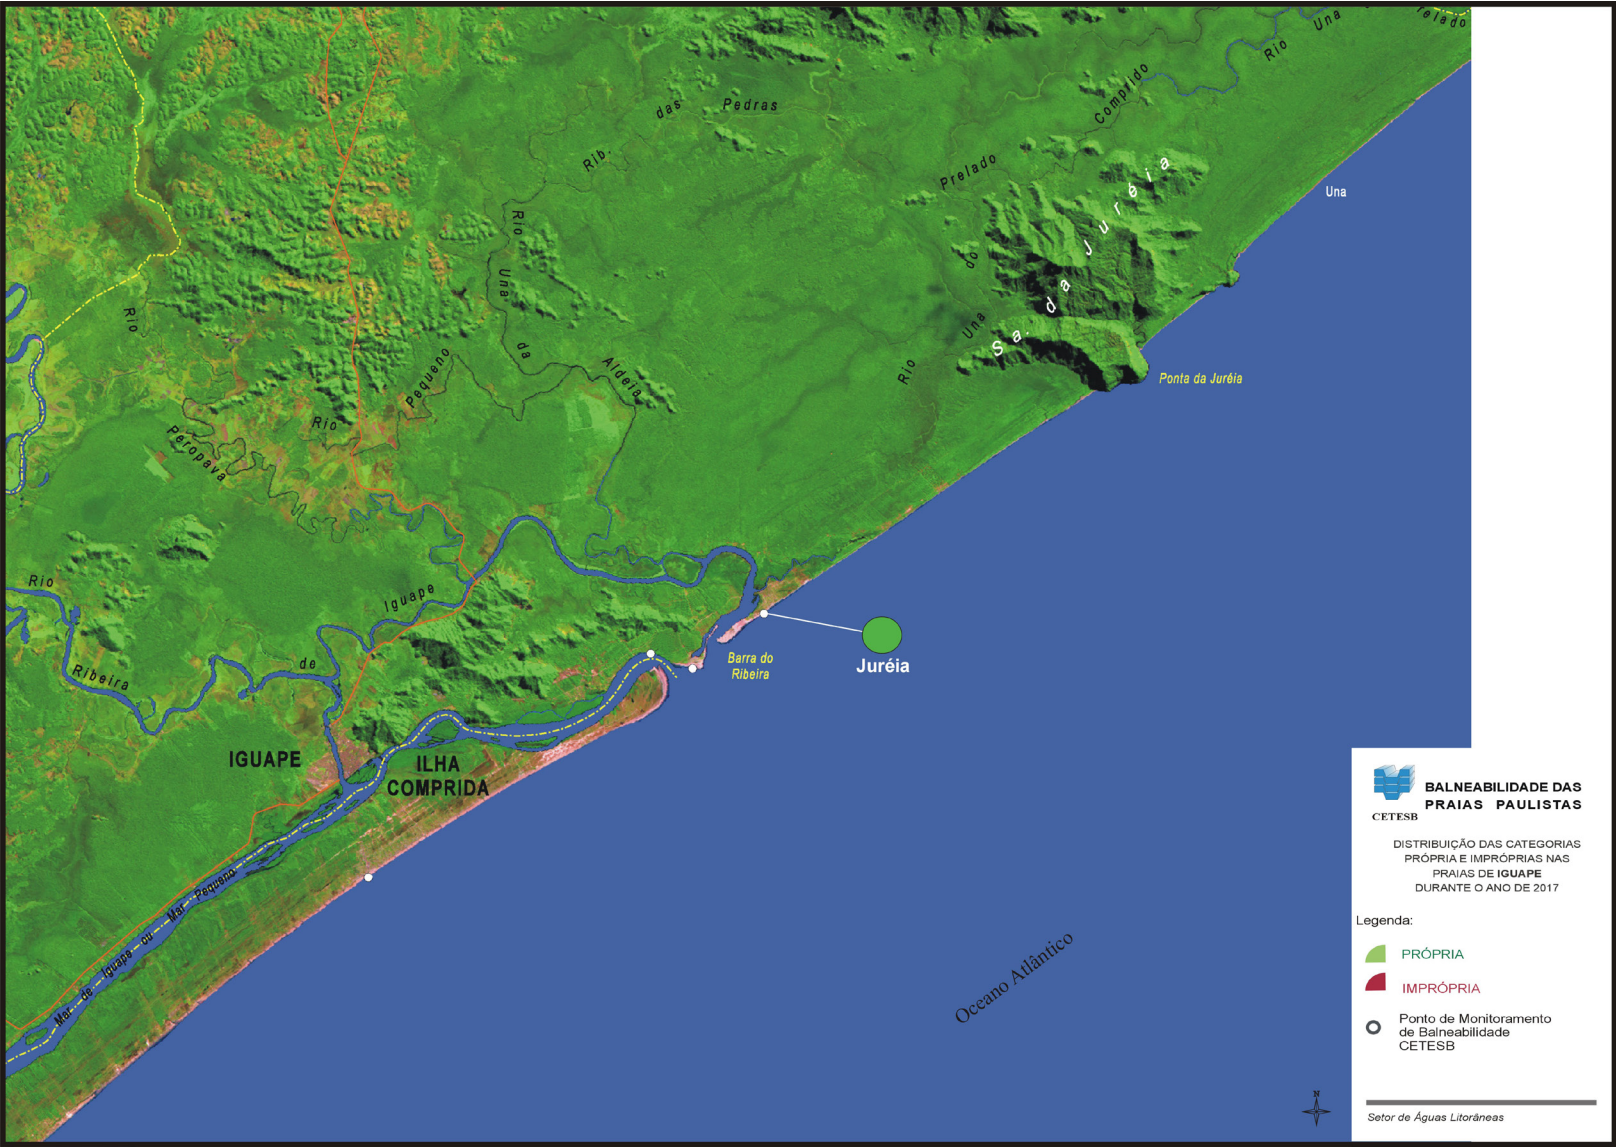 relado
Una
Rio
Comprido
das Pedras
Rib.
Prelado
Una
Sa. da Juréia
do
Una
Rio
Ponta da Juréia
Rio
Una
da
Aldeia
Rio
Pequeno
Rio
Peropava
Rio
Iguape
de
Ribeira
Barra do
Ribeira
Juréia
IGUAPE
ILHA
COMPRIDA
Mar de Iguape ou Mar Pequeno
Oceano Atlântico
N
CETESB
BALNEABILIDADE DAS
PRAIAS PAULISTAS
DISTRIBUIÇÃO DAS CATEGORIAS
PRÓPRIA E IMPRÓPRIAS NAS
PRAIAS DE IGUAPE
DURANTE O ANO DE 2017
Legenda:
PRÓPRIA
IMPRÓPRIA
Ponto de Monitoramento
de Balneabilidade
CETESB
Setor de Águas Litorâneas